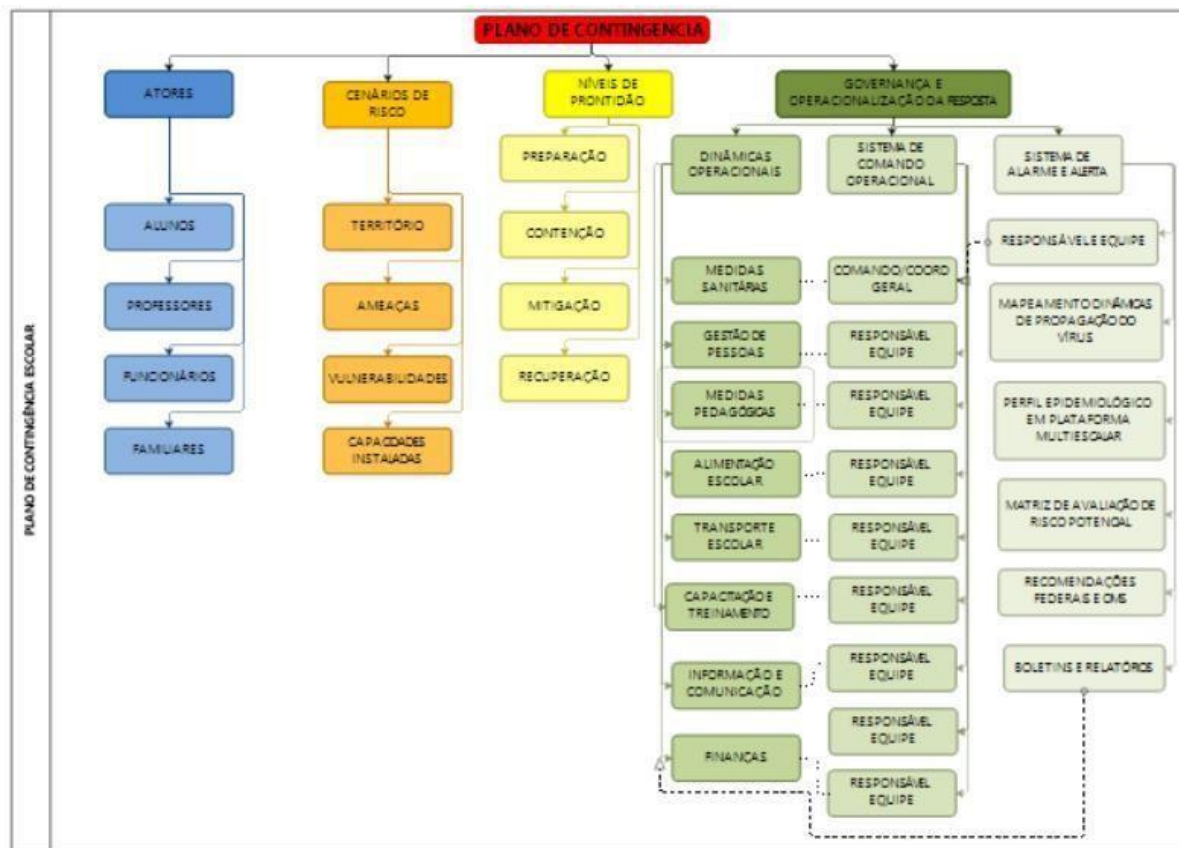 PLANO DE CONTINGENCIA
PLANO DE CONTINGÊNCIA ESCOLAR
ATORES
ALUNOS
PROFESSORES
FUNCIONÁRIOS
FAMILIARES
CENÁRIOS DE
RISCO
TERRITÓRIO
AMEAÇAS
VULNERABILIDADES
CAPACIDADES
INSTALADAS
NÍVEIS DE
PRONTIDÃO
PREPARAÇÃO
CONTENÇÃO
MITIGAÇÃO
RECUPERAÇÃO
GOVERNANÇA E
OPERACIONALIZAÇÃO DA RESPOSTA
DINÂMICAS
OPERACIONAIS
MEDIDAS
SANITÁRIAS
GESTÃO DE
PESSOAS
MEDIDAS
PEDAGÓGICAS
ALIMENTAÇÃO
ESCOLAR
TRANSPORTE
ESCOLAR
CAPACITAÇÃO E
TREINAMENTO
INFORMAÇÃO E
COMUNICAÇÃO
FINANÇAS
SISTEMA DE
COMANDO
OPERACIONAL
COMANDO/COORD
GERAL
RESPONSÁVEL
EQUIPE
RESPONSÁVEL
EQUIPE
RESPONSÁVEL
EQUIPE
RESPONSÁVEL
EQUIPE
RESPONSÁVEL
EQUIPE
RESPONSÁVEL
EQUIPE
RESPONSÁVEL
EQUIPE
RESPONSÁVEL
EQUIPE
SISTEMA DE
ALARME E ALERTA
RESPONSÁVEL E EQUIPE
MAPEAMENTO DINÂMICAS
DE PROPAGAÇÃO DO
VÍRUS
PERFIL EPIDEMIOLÓGICO
EM PLATAFORMA
MULTIESCALAR
MATRIZ DE AVALIAÇÃO DE
RISCO POTENCIAL
RECOMENDAÇÕES
FEDERAIS E OMS
BOLETINS E RELATÓRIOS